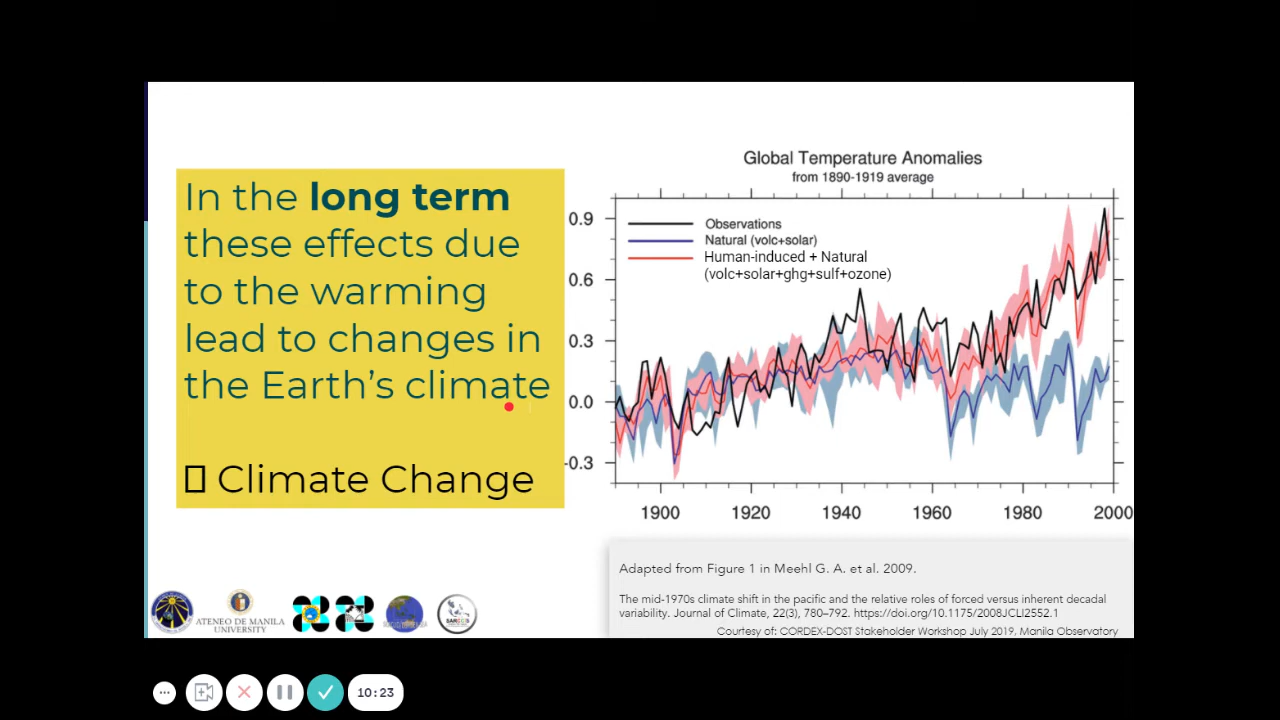 In the long term
these effects due
to the warming
lead to changes in
the Earth's climate
Climate Change
Global Temperature Anomalies
from 1890-1919 average
Observations
Natural (volc+solar)
Human-induced + Natural
(volc+solar+ghg+sulf+ozone)
0.9
0.6
0.3
0.0
-0.3
1900 1920 1940 1960 1980 2000
Adapted from Figure 1 in Meehl G. A. et al. 2009.
The mid-1970s climate shift in the pacific and the relative roles of forced versus inherent decadal
variability. Journal of Climate, 22(3), 780–792. https://doi.org/10.1175/2008JCLI2552.1
Courtesy of: CORDEX-DOST Stakeholder Workshop July 2019, Manila Observatory
ATENEO DE MANILA
UNIVERSITY
10:23